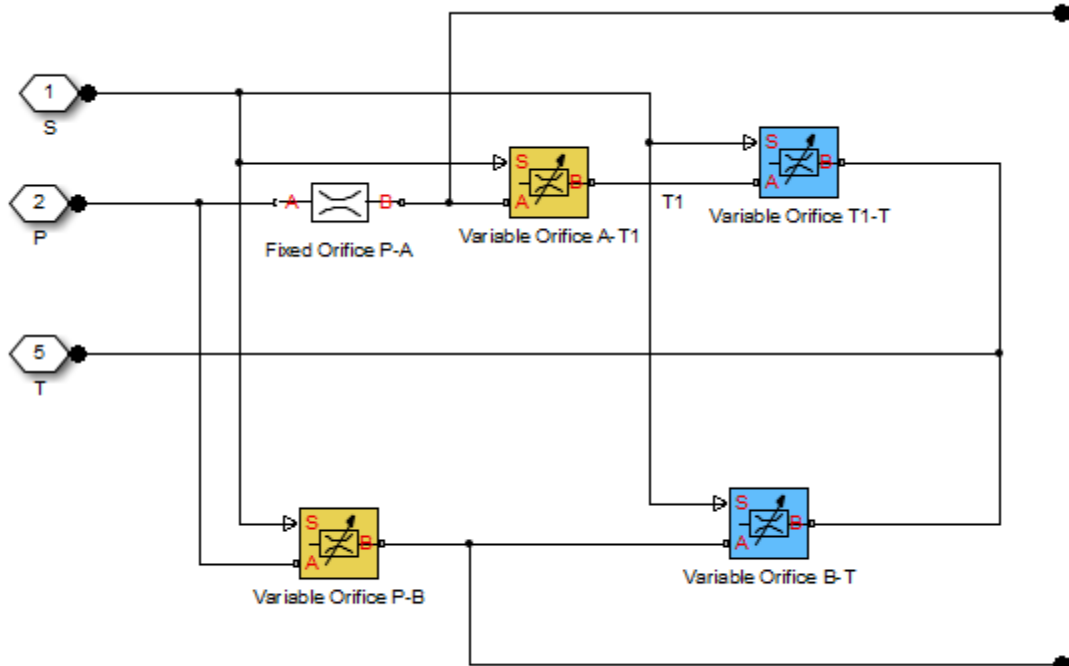 1
S
S
S
B
B
2
P
A
B
A
A
T1
Variable Orifice T1-T
Fixed Orifice P-A
Variable Orifice A-T1
5
T
S
S
B
B
A
A
Variable Orifice B-T
Variable Orifice P-B